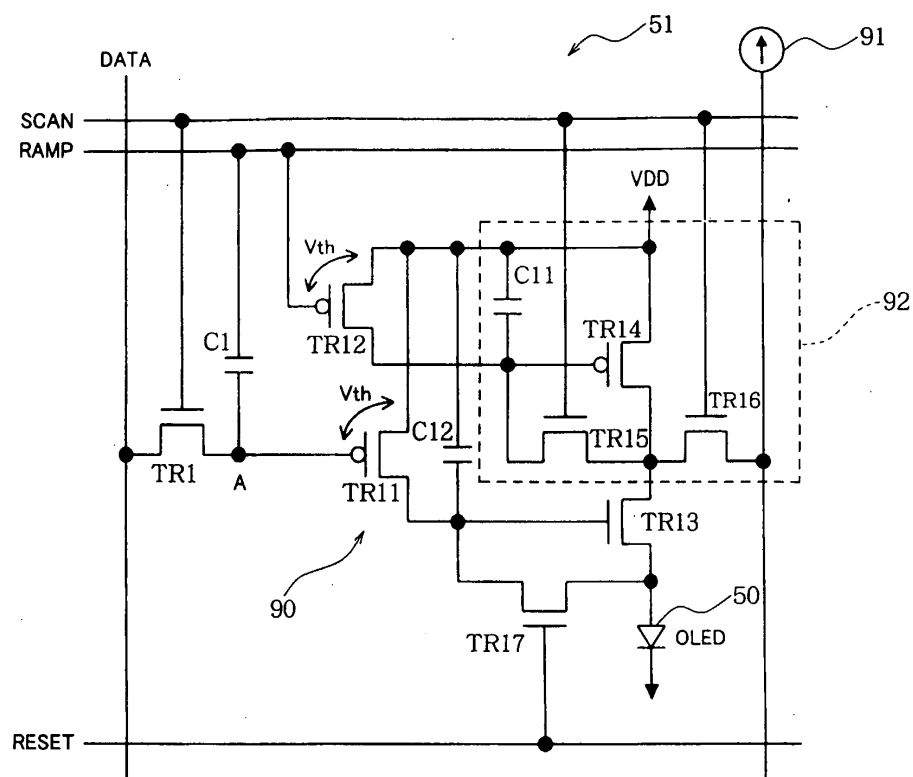 51
91
DATA
SCAN
RAMP
VDD
Vth
C11
92
TR14
C1
TR12
TR16
Vth
C12
TR15
TR1
A
TR11
TR13
90
50
OLED
TR17
RESET